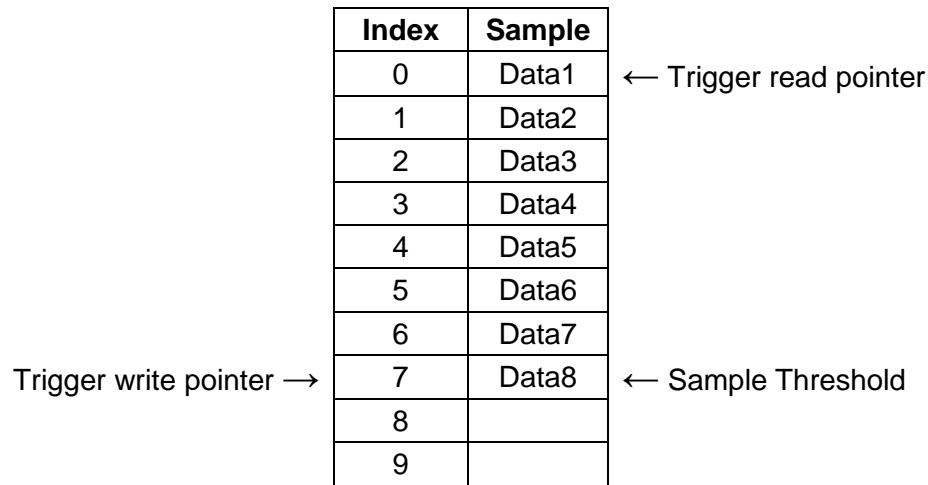 Index Sample
0 Data1 ← Trigger read pointer
1 Data2
2 Data3
3 Data4
4 Data5
5 Data6
6 Data7
Trigger write pointer → 7 Data8 ← Sample Threshold
8
9